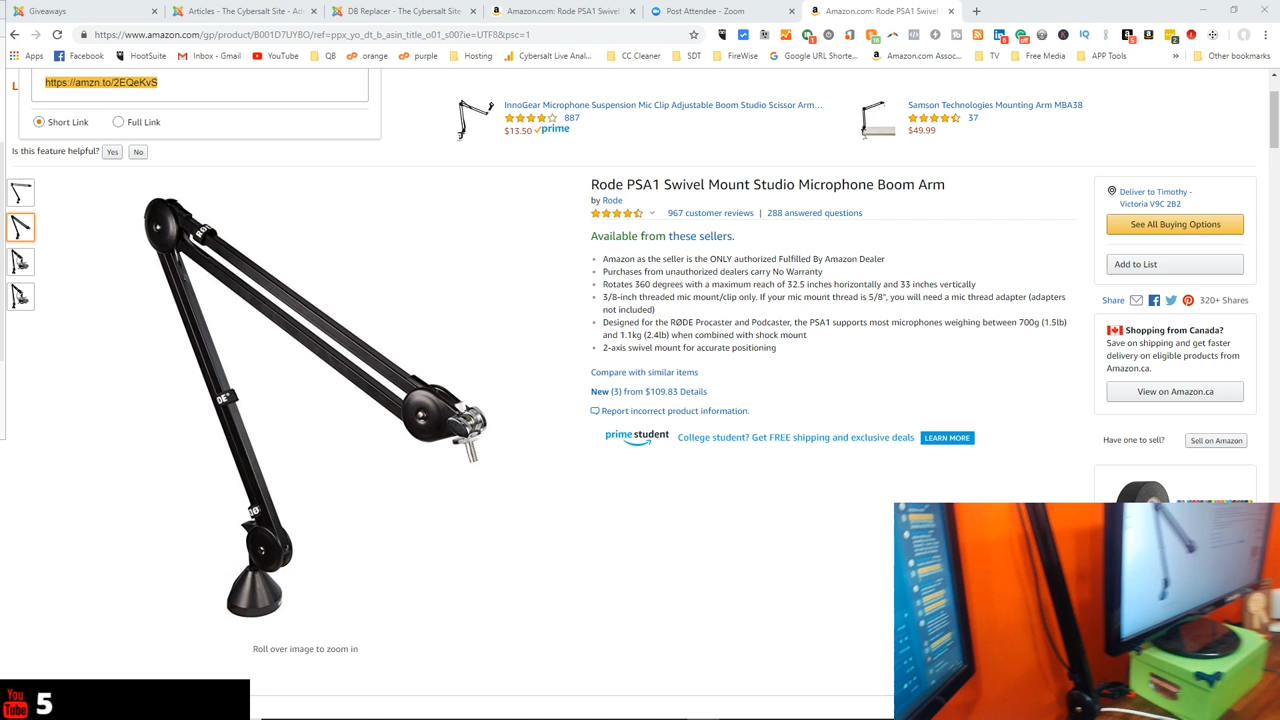 Giveaways
Articles - The Cybersalt Site - Ad
DB Replacer - The Cybersalt Site
Amazon.com: Rode PSA1 Swivel M
Post Attendee - Zoom
Amazon.com: Rode PSA1 Swivel
https://www.amazon.com/gp/product/B001D7UYBO/ref=ppx_yo_dt_b_asin_title_o01_s00?ie=UTF8&psc=1
Apps
Facebook
HootSuite
Inbox - Gmail
YouTube
QB
orange
purple
Hosting
Cybersalt Live Anal...
CC Cleaner
SDT
FireWise
Google URL Shorte...
Amazon.com Assoc...
TV
Free Media
APP Tools
»
Other bookmarks
https://amzn.to/2EQeKvS
Short Link
Full Link
Is this feature helpful?
Yes
No
InnoGear Microphone Suspension Mic Clip Adjustable Boom Studio Scissor Arm…
887
$13.50 prime
Samson Technologies Mounting Arm MBA38
37
$49.99
Rode PSA1 Swivel Mount Studio Microphone Boom Arm
by Rode
967 customer reviews | 288 answered questions
Available from these sellers.
Amazon as the seller is the ONLY authorized Fulfilled By Amazon Dealer
Purchases from unauthorized dealers carry No Warranty
Rotates 360 degrees with a maximum reach of 32.5 inches horizontally and 33 inches vertically
3/8-inch threaded mic mount/clip only. If your mic mount thread is 5/8", you will need a mic thread adapter (adapters
not included)
Designed for the RØDE Procaster and Podcaster, the PSA1 supports most microphones weighing between 700g (1.5lb)
and 1.1kg (2.4lb) when combined with shock mount
2-axis swivel mount for accurate positioning
Compare with similar items
New (3) from $109.83 Details
Report incorrect product information.
prime student
College student? Get FREE shipping and exclusive deals
LEARN MORE
Deliver to Timothy -
Victoria V9C 2B2
See All Buying Options
Add to List
Share
320+ Shares
Shopping from Canada?
Save on shipping and get faster
delivery on eligible products from
Amazon.ca.
View on Amazon.ca
Have one to sell?
Sell on Amazon
Roll over image to zoom in
You
Tube
5